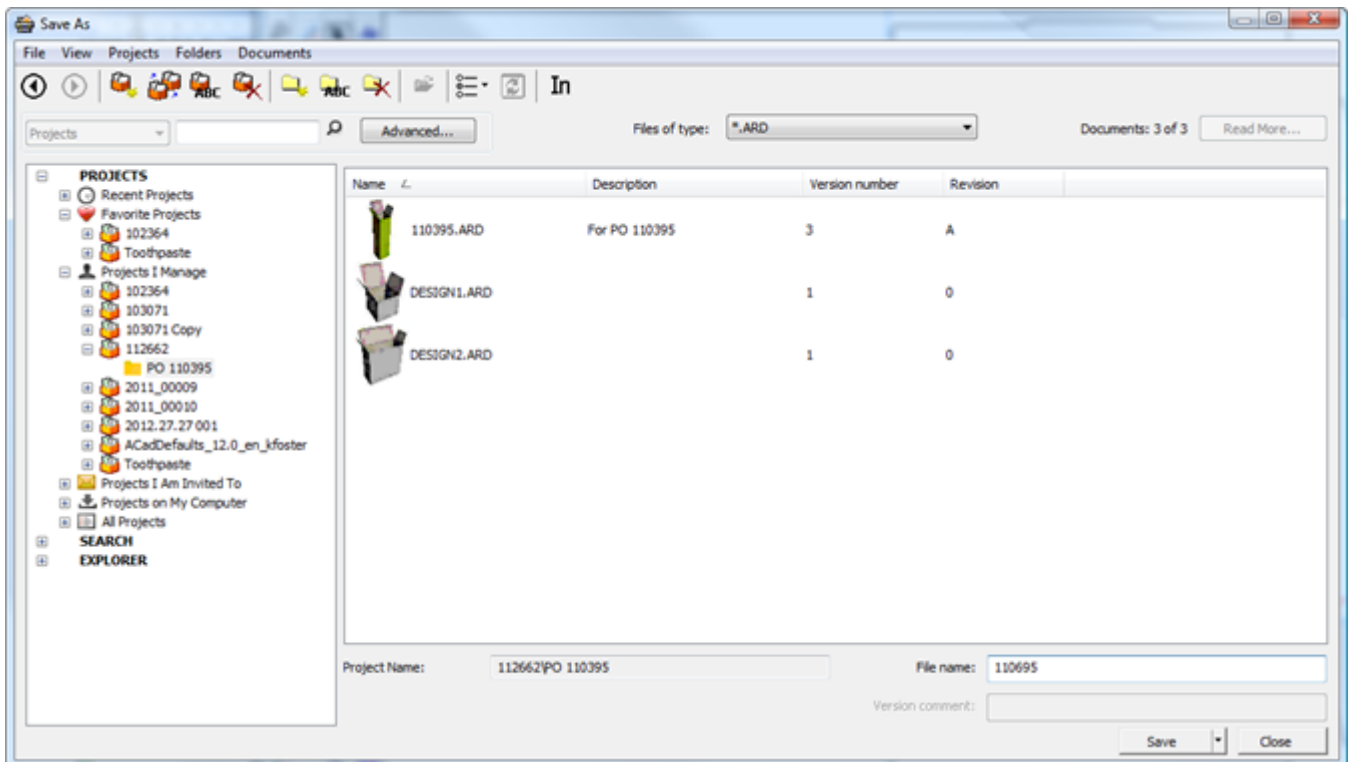 Save As
File View Projects Folders Documents
ABC ABC In
Projects Advanced... Files of type: *.ARD Documents: 3 of 3 Read More...
PROJECTS
Recent Projects
Favorite Projects
102364
Toothpaste
Projects I Manage
102364
103071
103071 Copy
112662
PO 110395
2011_00009
2011_00010
2012.27.27 001
ACadDefaults_12.0_en_kfoster
Toothpaste
Projects I Am Invited To
Projects on My Computer
All Projects
SEARCH
EXPLORER
Name Description Version number Revision
110395.ARD For PO 110395 3 A
DESIGN1.ARD 1 0
DESIGN2.ARD 1 0
Project Name: 112662\PO 110395 File name: 110695
Version comment:
Save Close